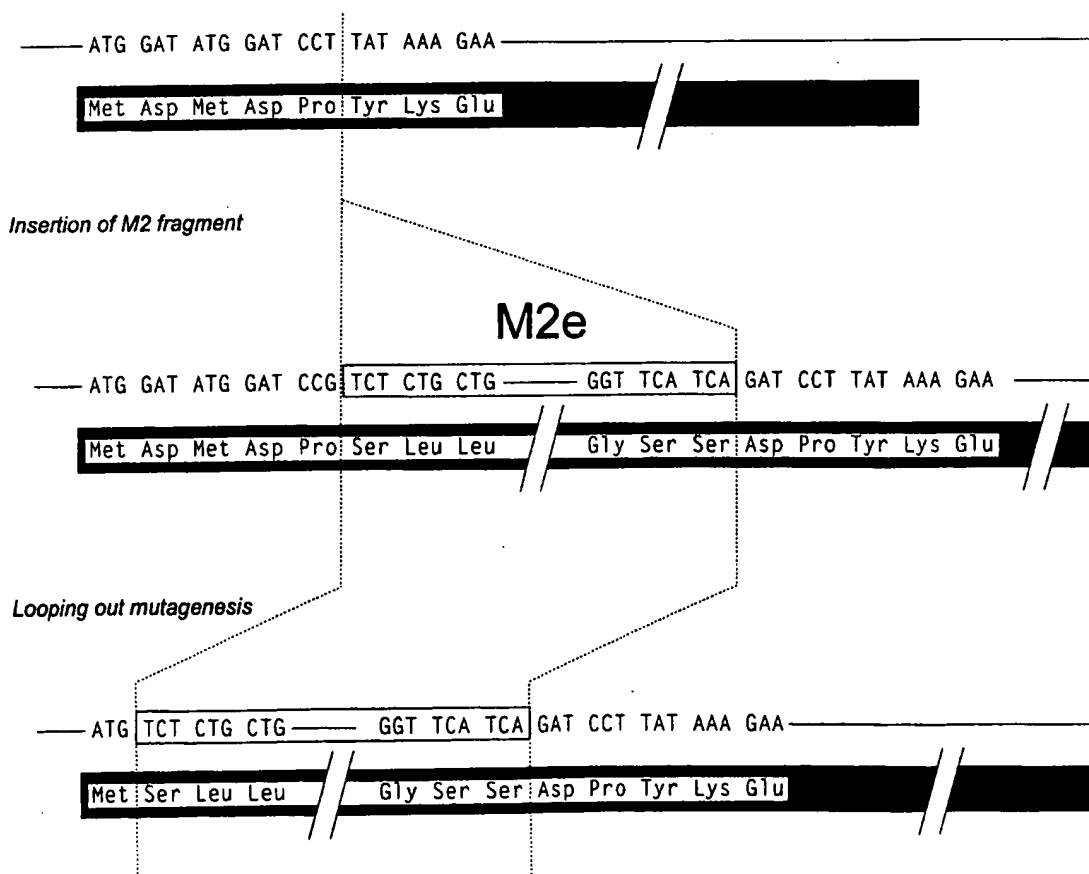 ATG GAT ATG GAT CCT TAT AAA GAA
Met Asp Met Asp Pro Tyr Lys Glu
Insertion of M2 fragment
M2e
ATG GAT ATG GAT CCG TCT CTG CTG GGT TCA TCA GAT CCT TAT AAA GAA
Met Asp Met Asp Pro Ser Leu Leu Gly Ser Ser Asp Pro Tyr Lys Glu
Looping out mutagenesis
ATG TCT CTG CTG GGT TCA TCA GAT CCT TAT AAA GAA
Met Ser Leu Leu Gly Ser Ser Asp Pro Tyr Lys Glu